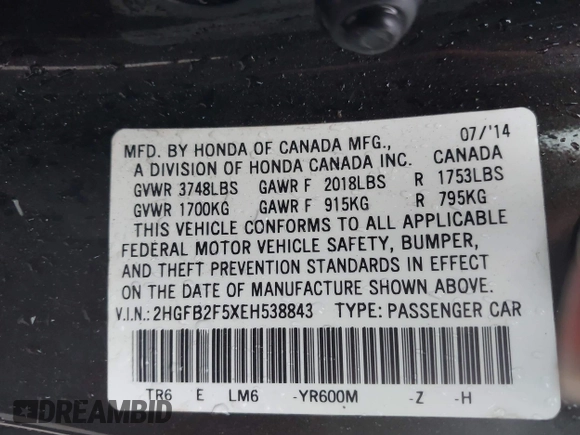 07/'14
MFD. BY HONDA OF CANADA MFG.,
A DIVISION OF HONDA CANADA INC. CANADA
GVWR 3748LBS GAWR F 2018LBS R 1753LBS
GVWR 1700KG GAWR F 915KG R 795KG
THIS VEHICLE CONFORMS TO ALL APPLICABLE
FEDERAL MOTOR VEHICLE SAFETY, BUMPER,
AND THEFT PREVENTION STANDARDS IN EFFECT
ON THE DATE OF MANUFACTURE SHOWN ABOVE.
V.I.N.:2HGFB2F5XEH538843 TYPE: PASSENGER CAR
TR6 E LM6 -YR600M -Z -H
DREAMBID